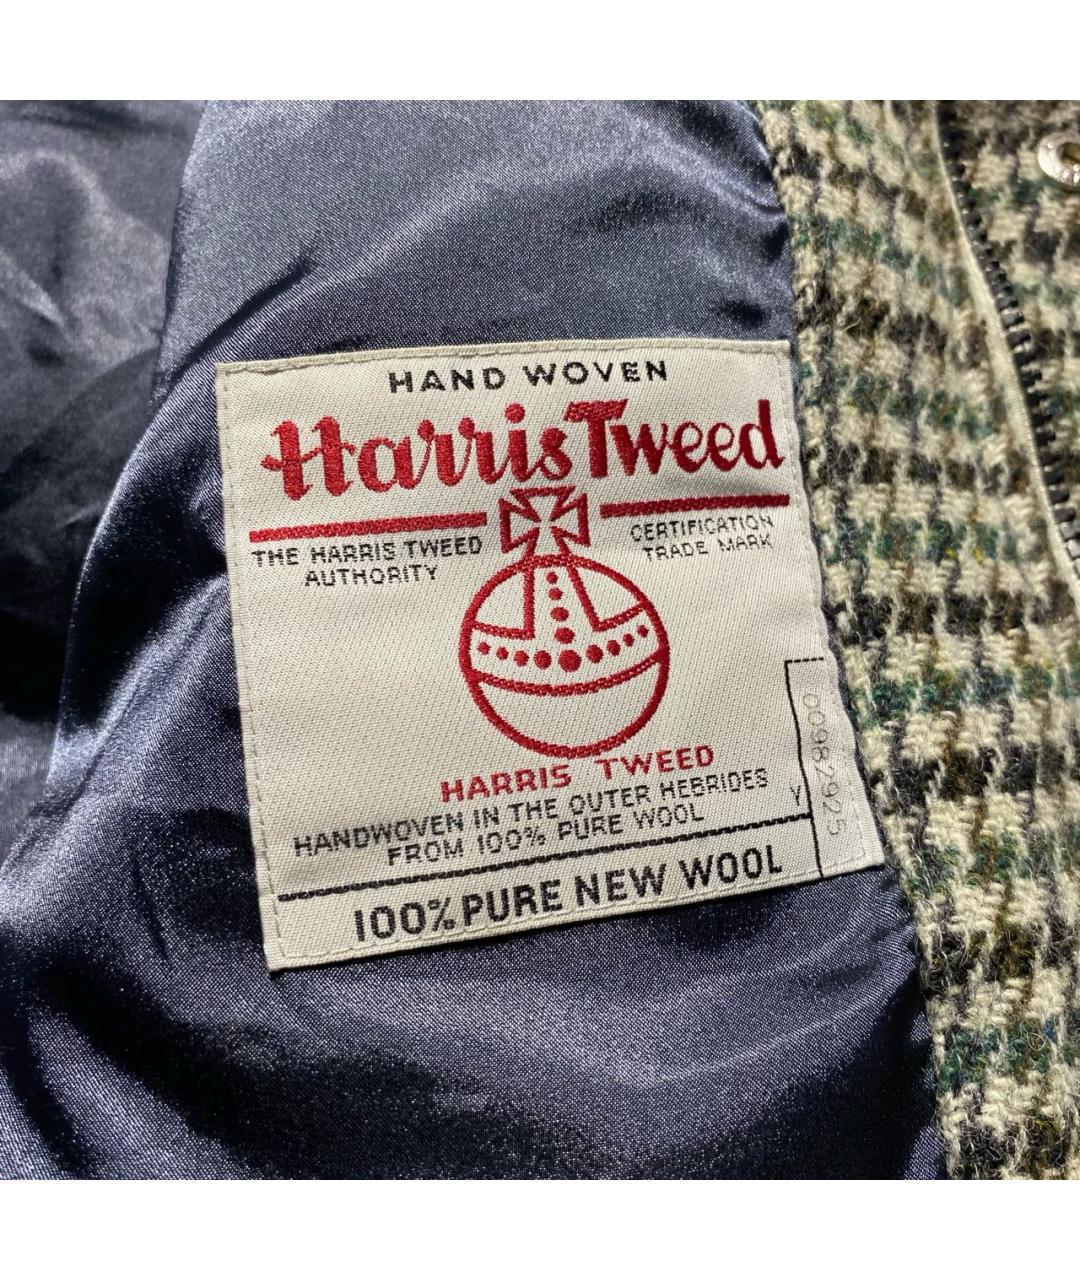 HAND WOVEN
Harris Tweed
THE HARRIS TWEED
AUTHORITY
CERTIFICATION
TRADE MARK
HARRIS TWEED
HANDWOVEN IN THE OUTER HEBRIDES
FROM 100% PURE WOOL
Y
00982925
100% PURE NEW WOOL